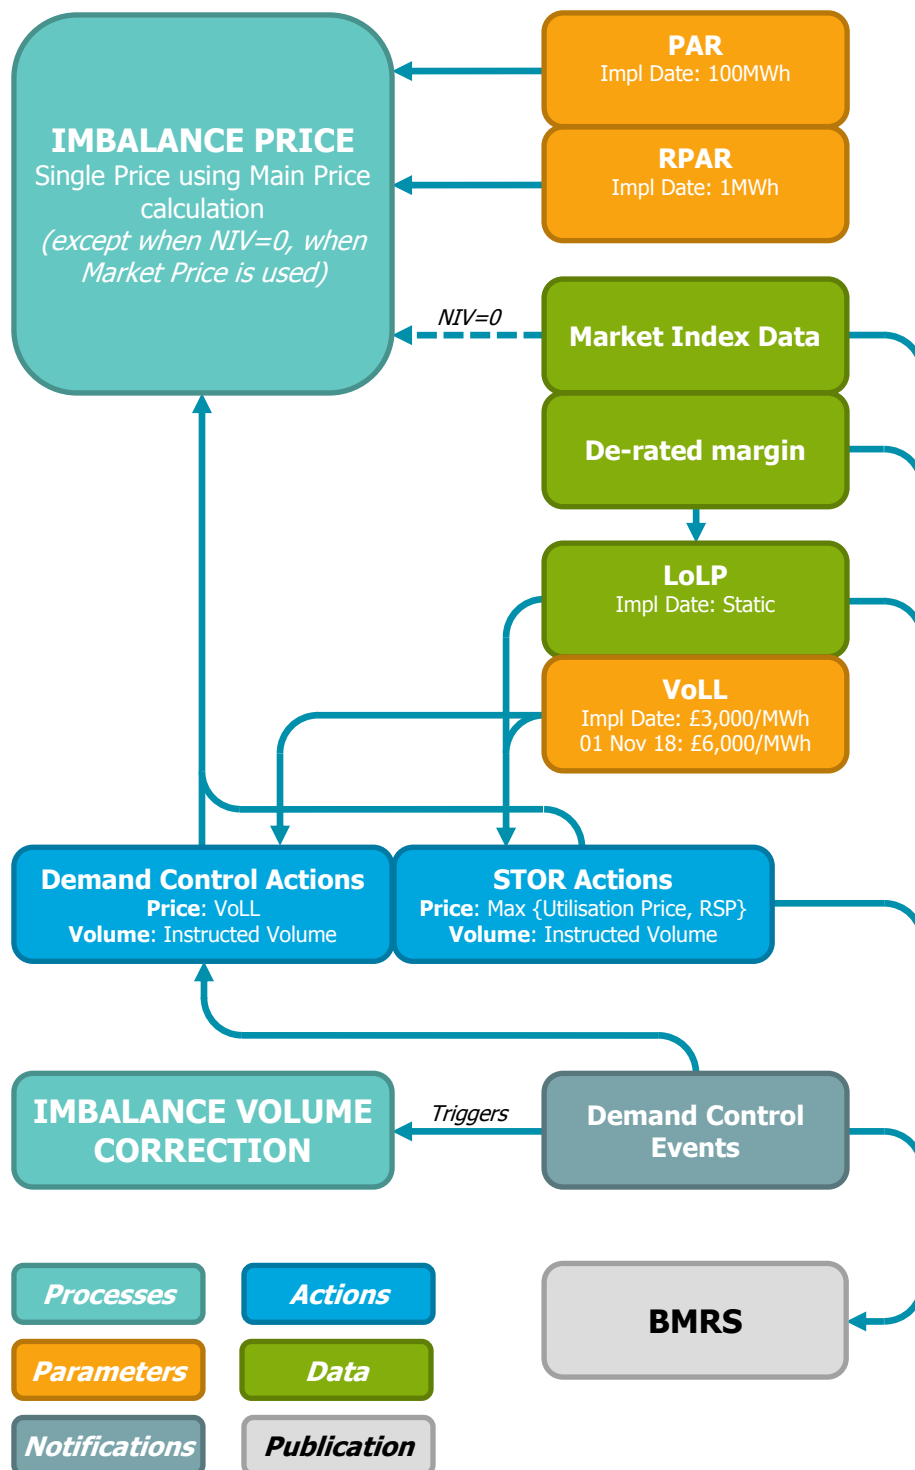 IMBALANCE PRICE
Single Price using Main Price
calculation
(except when NIV=0, when
Market Price is used)
PAR
Impl Date: 100MWh
RPAR
Impl Date: 1MWh
NIV=0
Market Index Data
De-rated margin
LoLP
Impl Date: Static
VoLL
Impl Date: £3,000/MWh
01 Nov 18: £6,000/MWh
Demand Control Actions
Price: VoLL
Volume: Instructed Volume
STOR Actions
Price: Max {Utilisation Price, RSP}
Volume: Instructed Volume
IMBALANCE VOLUME
CORRECTION
Triggers
Demand Control
Events
Processes
Actions
Parameters
Data
Notifications
Publication
BMRS